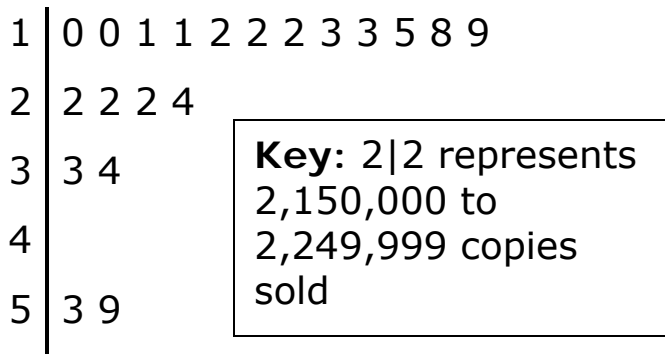 1 0 0 1 1 2 2 2 3 3 5 8 9
2 2 2 2 4
3 3 4
4
5 3 9
Key: 2|2 represents
2,150,000 to
2,249,999 copies
sold